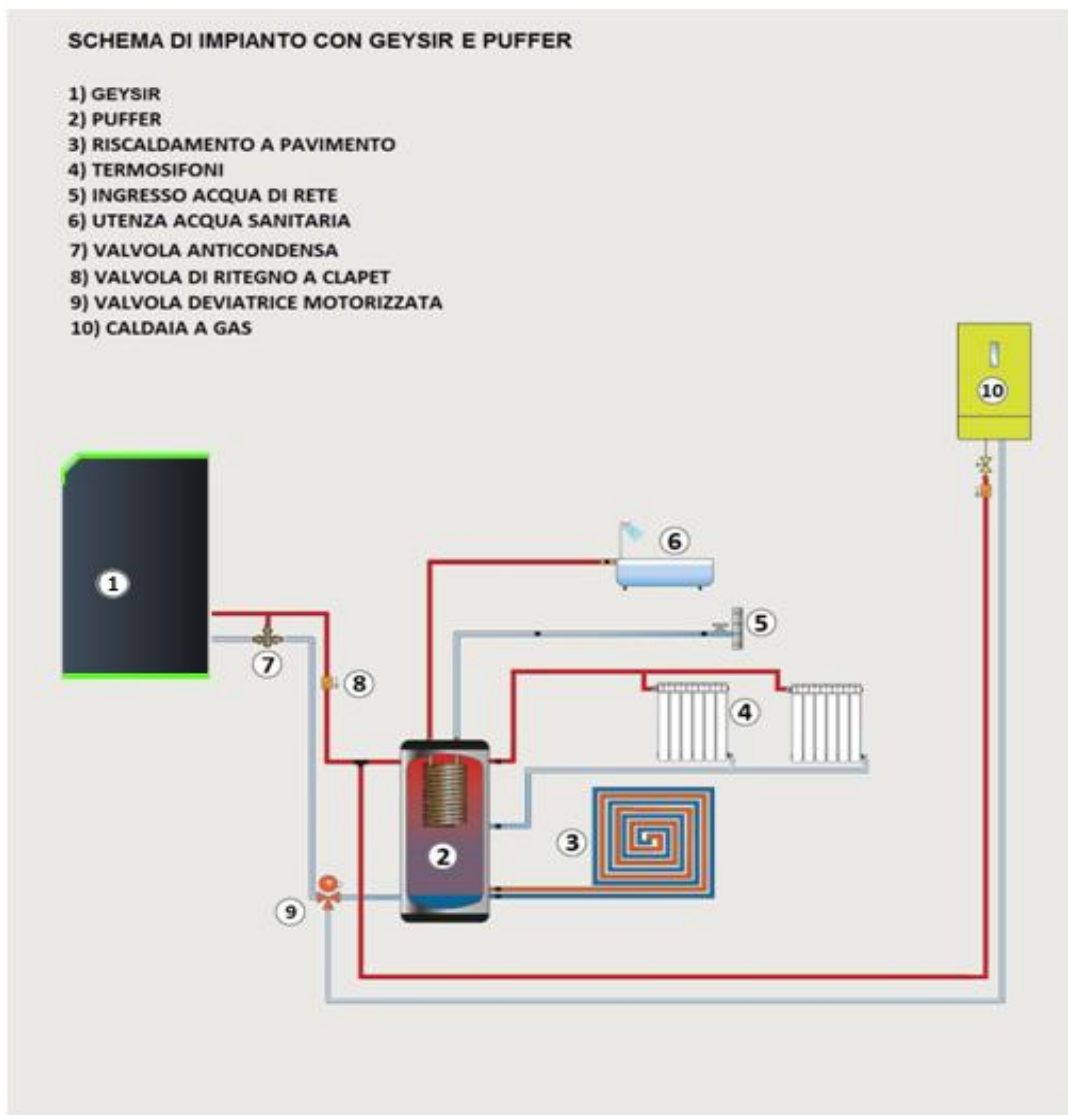 SCHEMA DI IMPIANTO CON GEYSIR E PUFFER
1) GEYSIR
2) PUFFER
3) RISCALDAMENTO A PAVIMENTO
4) TERMOSIFONI
5) INGRESSO ACQUA DI RETE
6) UTENZA ACQUA SANITARIA
7) VALVOLA ANTICONDENSA
8) VALVOLA DI RITEGNO A CLAPET
9) VALVOLA DEVIATRICE MOTORIZZATA
10) CALDAIA A GAS
10
6
1
5
7
8
4
2
3
9